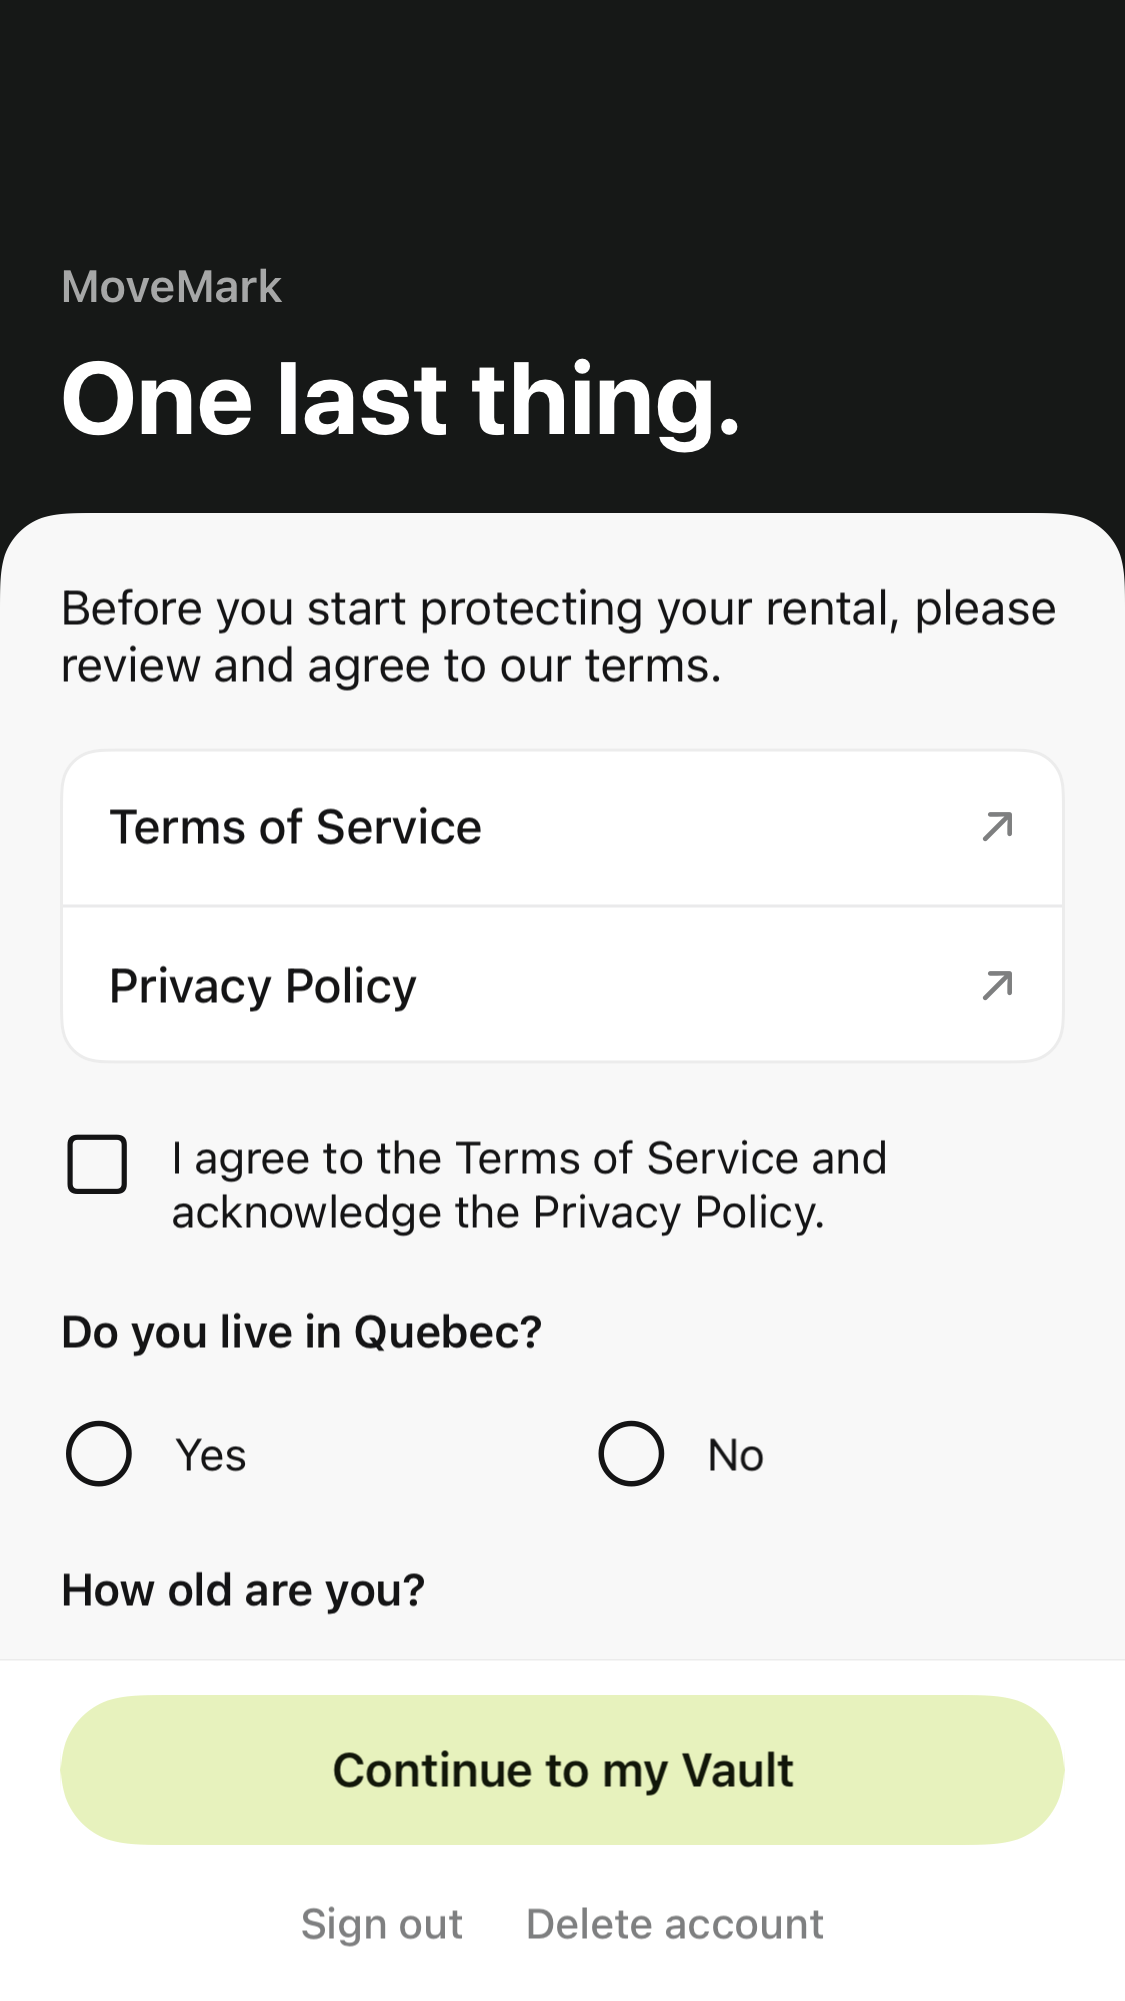 MoveMark
One last thing.
Before you start protecting your rental, please
review and agree to our terms.
Terms of Service
Privacy Policy
I agree to the Terms of Service and
acknowledge the Privacy Policy.
Do you live in Quebec?
Yes
No
How old are you?
Continue to my Vault
Sign out
Delete account